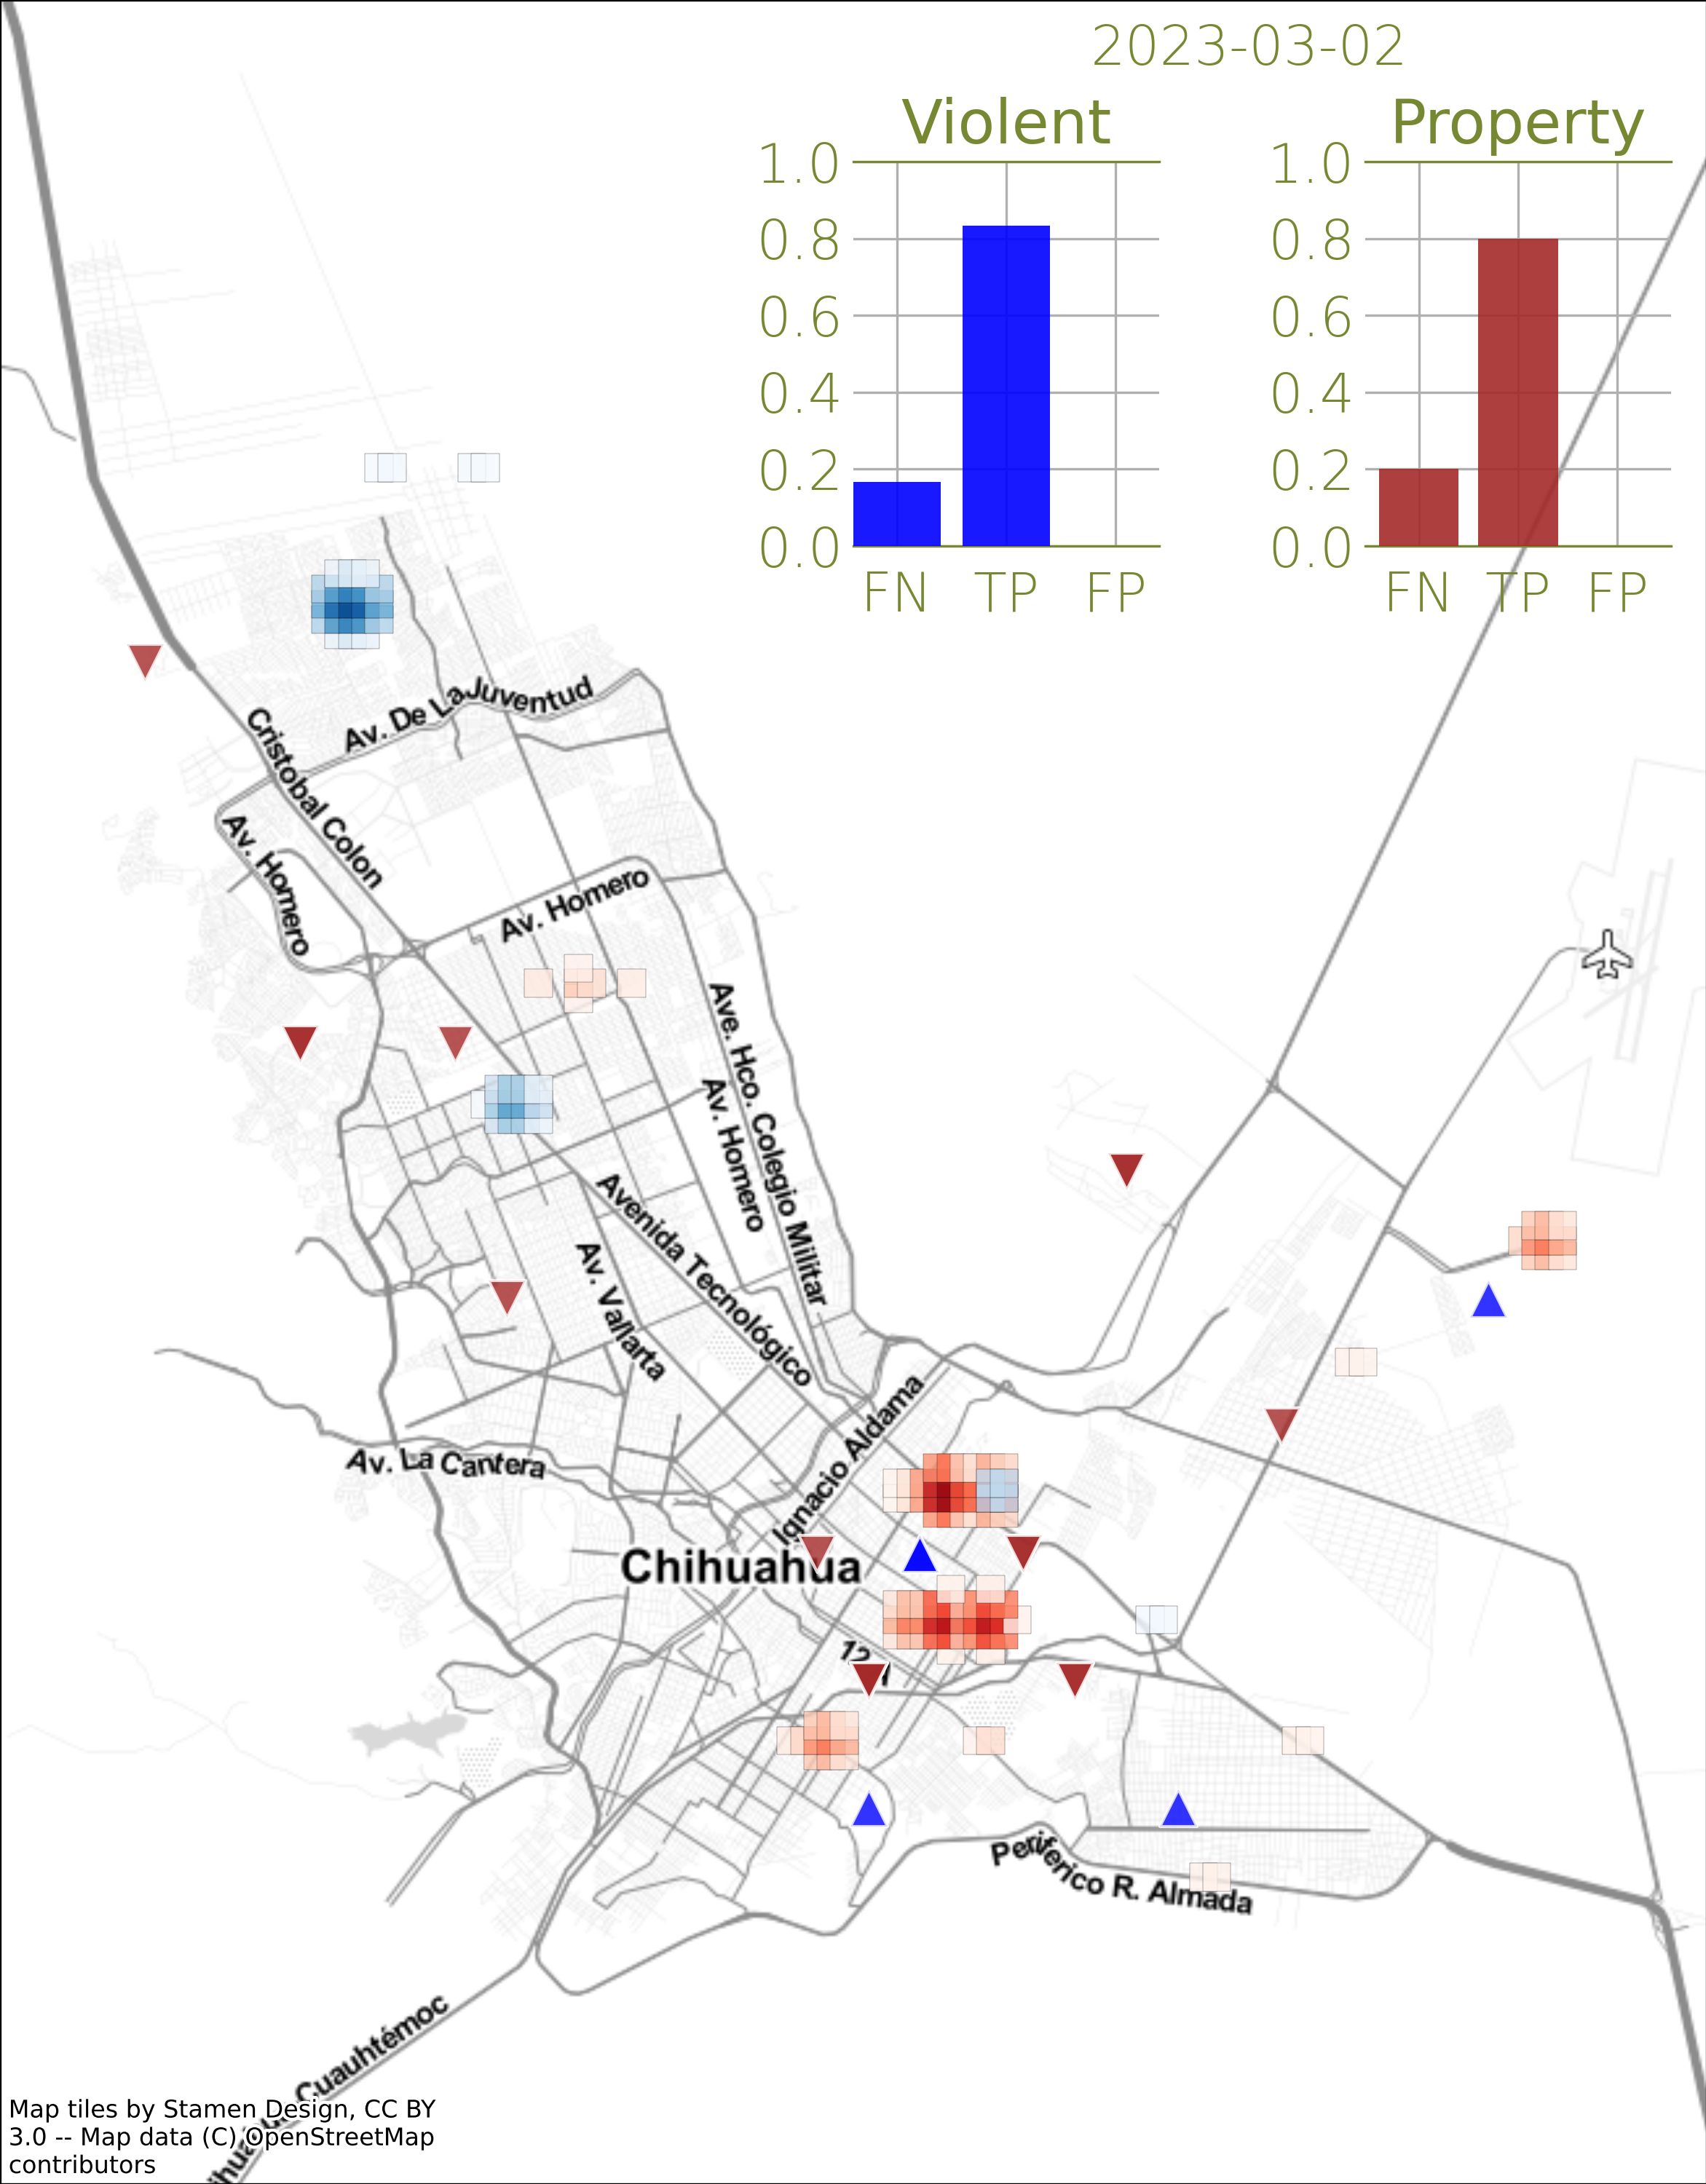 2023-03-02
Violent
1.0
0.8
0.6
0.4
0.2
0.0
FN TP FP
Property
1.0
0.8
0.6
0.4
0.2
0.0
FN TP FP
Av. De La Juventud
Cristobal Colon
Av. Homero
Av. Homero
Ave. Hco. Colegio Militar
Av. Homero
Avenida Tecnológico
Av. Vallarta
Ignacio Aldama
Av. La Cantera
Chihuahua
Periferico R. Almada
Cuauhtémoc
Map tiles by Stamen Design, CC BY
3.0 -- Map data (C) OpenStreetMap
contributors